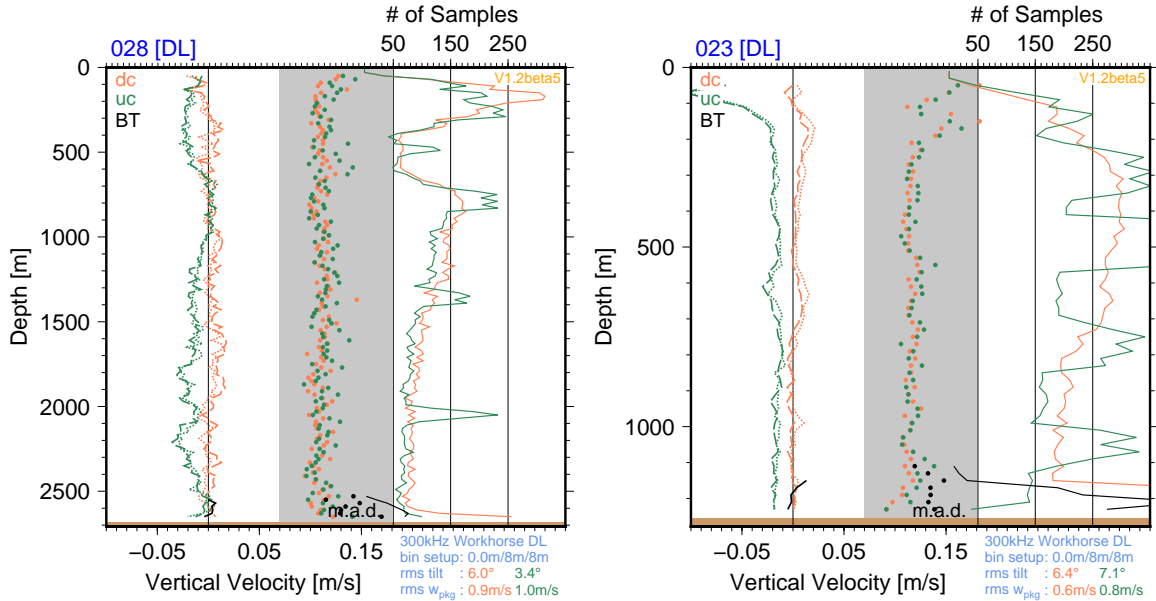 # of Samples
50 150 250
028 [DL]
V1.2beta5
dc
uc
BT
0
500
1000
1500
2000
2500
Depth [m]
m.a.d.
−0.05 0.05 0.15
Vertical Velocity [m/s]
300kHz Workhorse DL
bin setup: 0.0m/8m/8m
rms tilt : 6.0° 3.4°
rms wpkg : 0.9m/s 1.0m/s
# of Samples
50 150 250
023 [DL]
V1.2beta5
dc
uc
BT
0
500
1000
Depth [m]
m.a.d.
−0.05 0.05 0.15
Vertical Velocity [m/s]
300kHz Workhorse DL
bin setup: 0.0m/8m/8m
rms tilt : 6.4° 7.1°
rms wpkg : 0.6m/s 0.8m/s